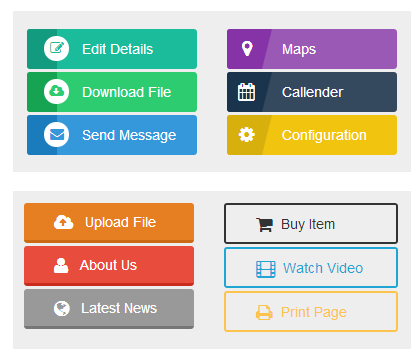 Edit Details
Maps
Download File
Callender
Send Message
Configuration
Upload File
Buy Item
About Us
Watch Video
Latest News
Print Page